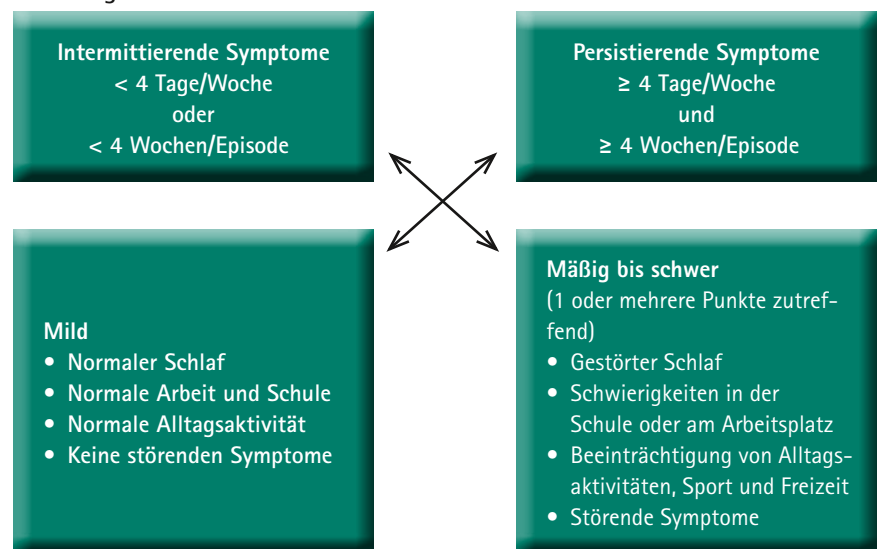 Intermittierende Symptome
< 4 Tage/Woche
oder
< 4 Wochen/Episode
Persistierende Symptome
≥ 4 Tage/Woche
und
≥ 4 Wochen/Episode
Mild
• Normaler Schlaf
• Normale Arbeit und Schule
• Normale Alltagsaktivität
• Keine störenden Symptome
Mäßig bis schwer
(1 oder mehrere Punkte zutref-
fend)
• Gestörter Schlaf
• Schwierigkeiten in der
Schule oder am Arbeitsplatz
• Beeinträchtigung von Alltags-
aktivitäten, Sport und Freizeit
• Störende Symptome